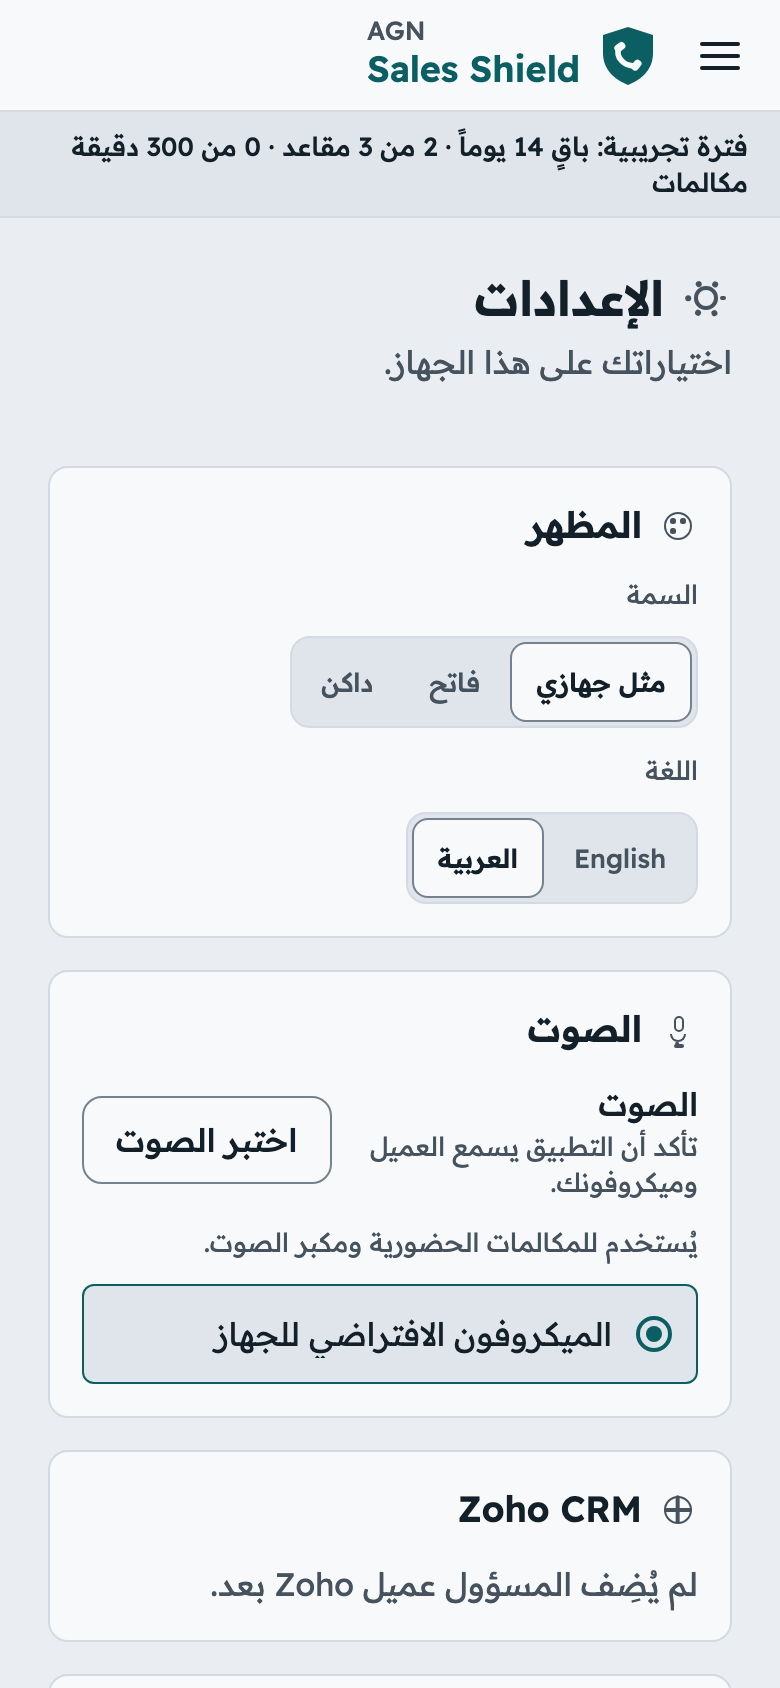 AGN
Sales Shield
فترة تجريبية: باقٍ 14 يوماً · 2 من 3 مقاعد · 0 من 300 دقيقة
مكالمات
الإعدادات
اختياراتك على هذا الجهاز.
المظهر
السمة
مثل جهازي
فاتح
داكن
اللغة
English
العربية
الصوت
الصوت
تأكد أن التطبيق يسمع العميل
وميكروفونك.
اختبر الصوت
يُستخدم للمكالمات الحضورية ومكبر الصوت.
الميكروفون الافتراضي للجهاز
Zoho CRM
لم يُضِف المسؤول عميل Zoho بعد.